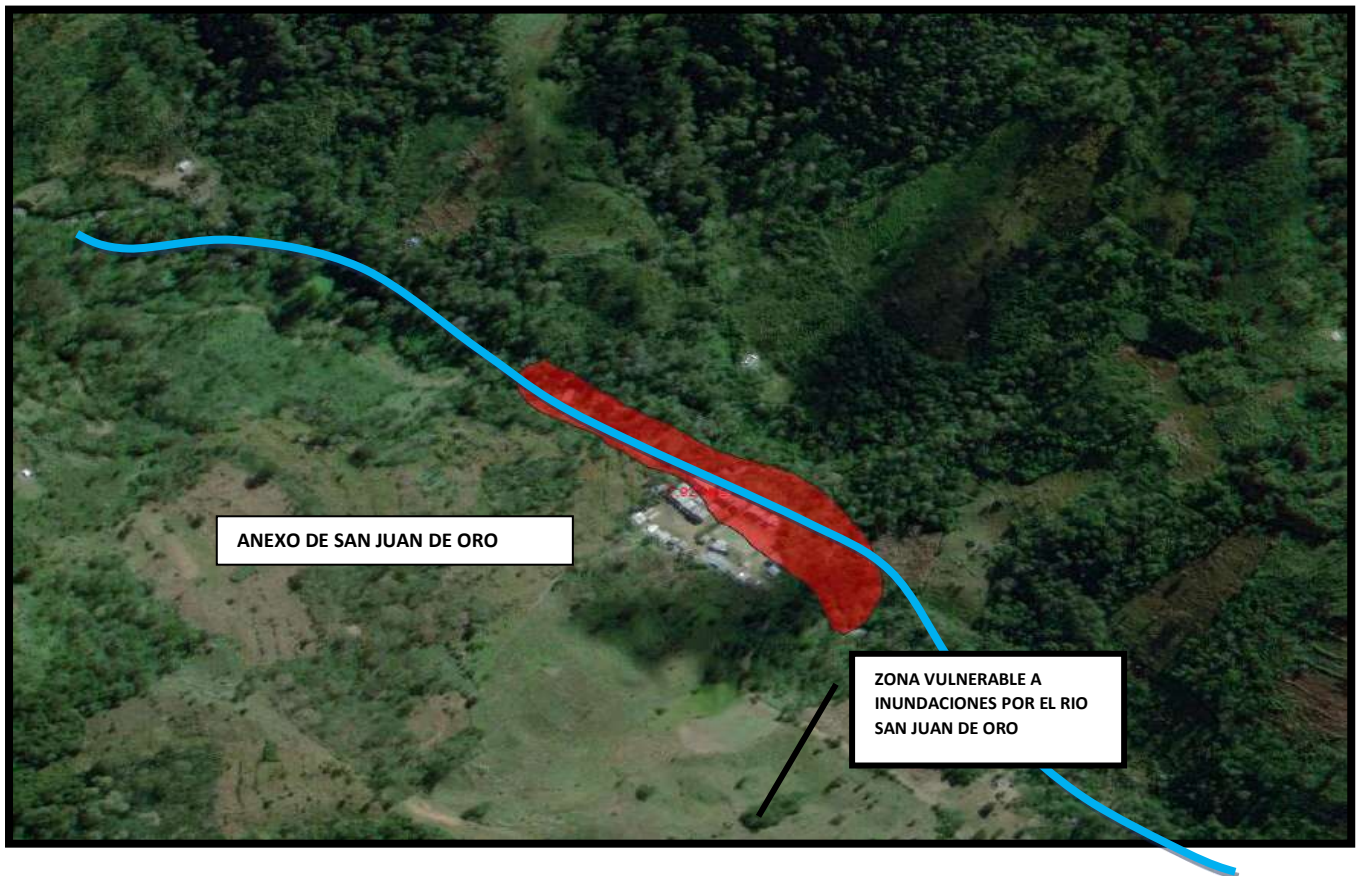 ANEXO DE SAN JUAN DE ORO
ZONA VULNERABLE A
INUNDACIONES POR EL RIO
SAN JUAN DE ORO